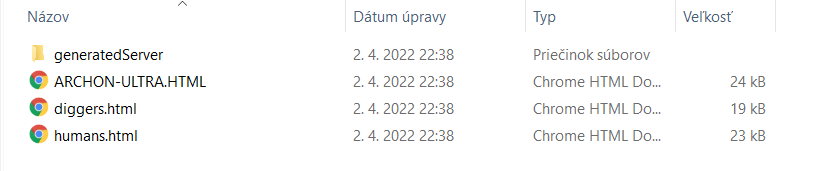 Názov Dátum úpravy Typ Veľkosť
generatedServer 2. 4. 2022 22:38 Priečinok súborov
ARCHON-ULTRA.HTML 2. 4. 2022 22:38 Chrome HTML Do... 24 kB
diggers.html 2. 4. 2022 22:38 Chrome HTML Do... 19 kB
humans.html 2. 4. 2022 22:38 Chrome HTML Do... 23 kB